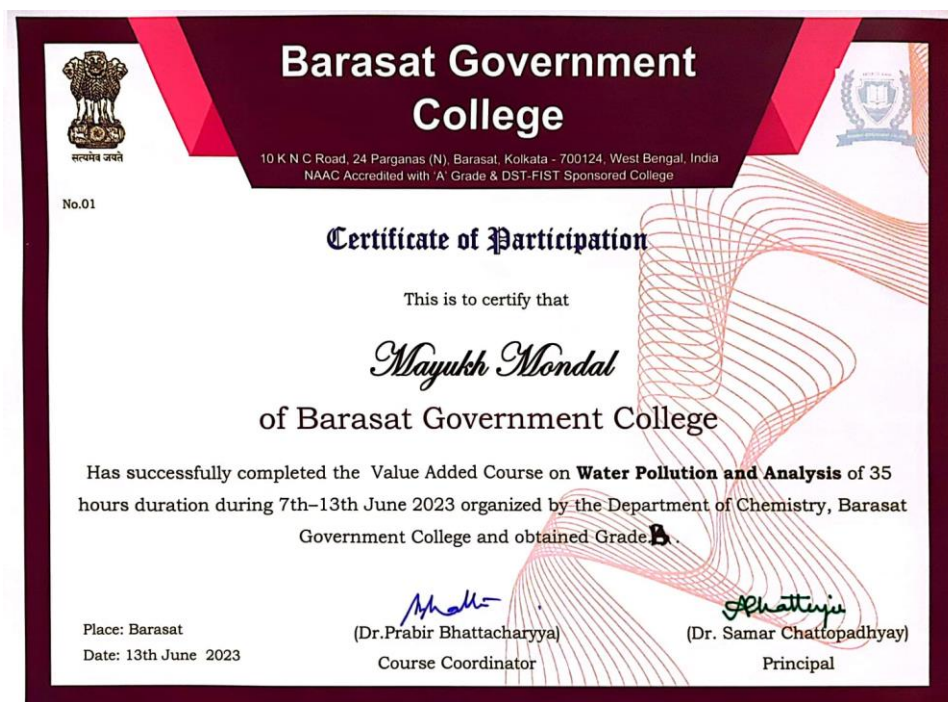 Barasat Government
College
10 K N C Road, 24 Parganas (N), Barasat, Kolkata - 700124, West Bengal, India
NAAC Accredited with 'A' Grade & DST-FIST Sponsored College
सत्यमेव जयते
No.01
Certificate of Participation
This is to certify that
Mayukh Mondal
of Barasat Government College
Has successfully completed the Value Added Course on Water Pollution and Analysis of 35
hours duration during 7th–13th June 2023 organized by the Department of Chemistry, Barasat
Government College and obtained Grade.B.
Place: Barasat
Date: 13th June 2023
(Dr.Prabir Bhattacharyya)
Course Coordinator
(Dr. Samar Chattopadhyay)
Principal